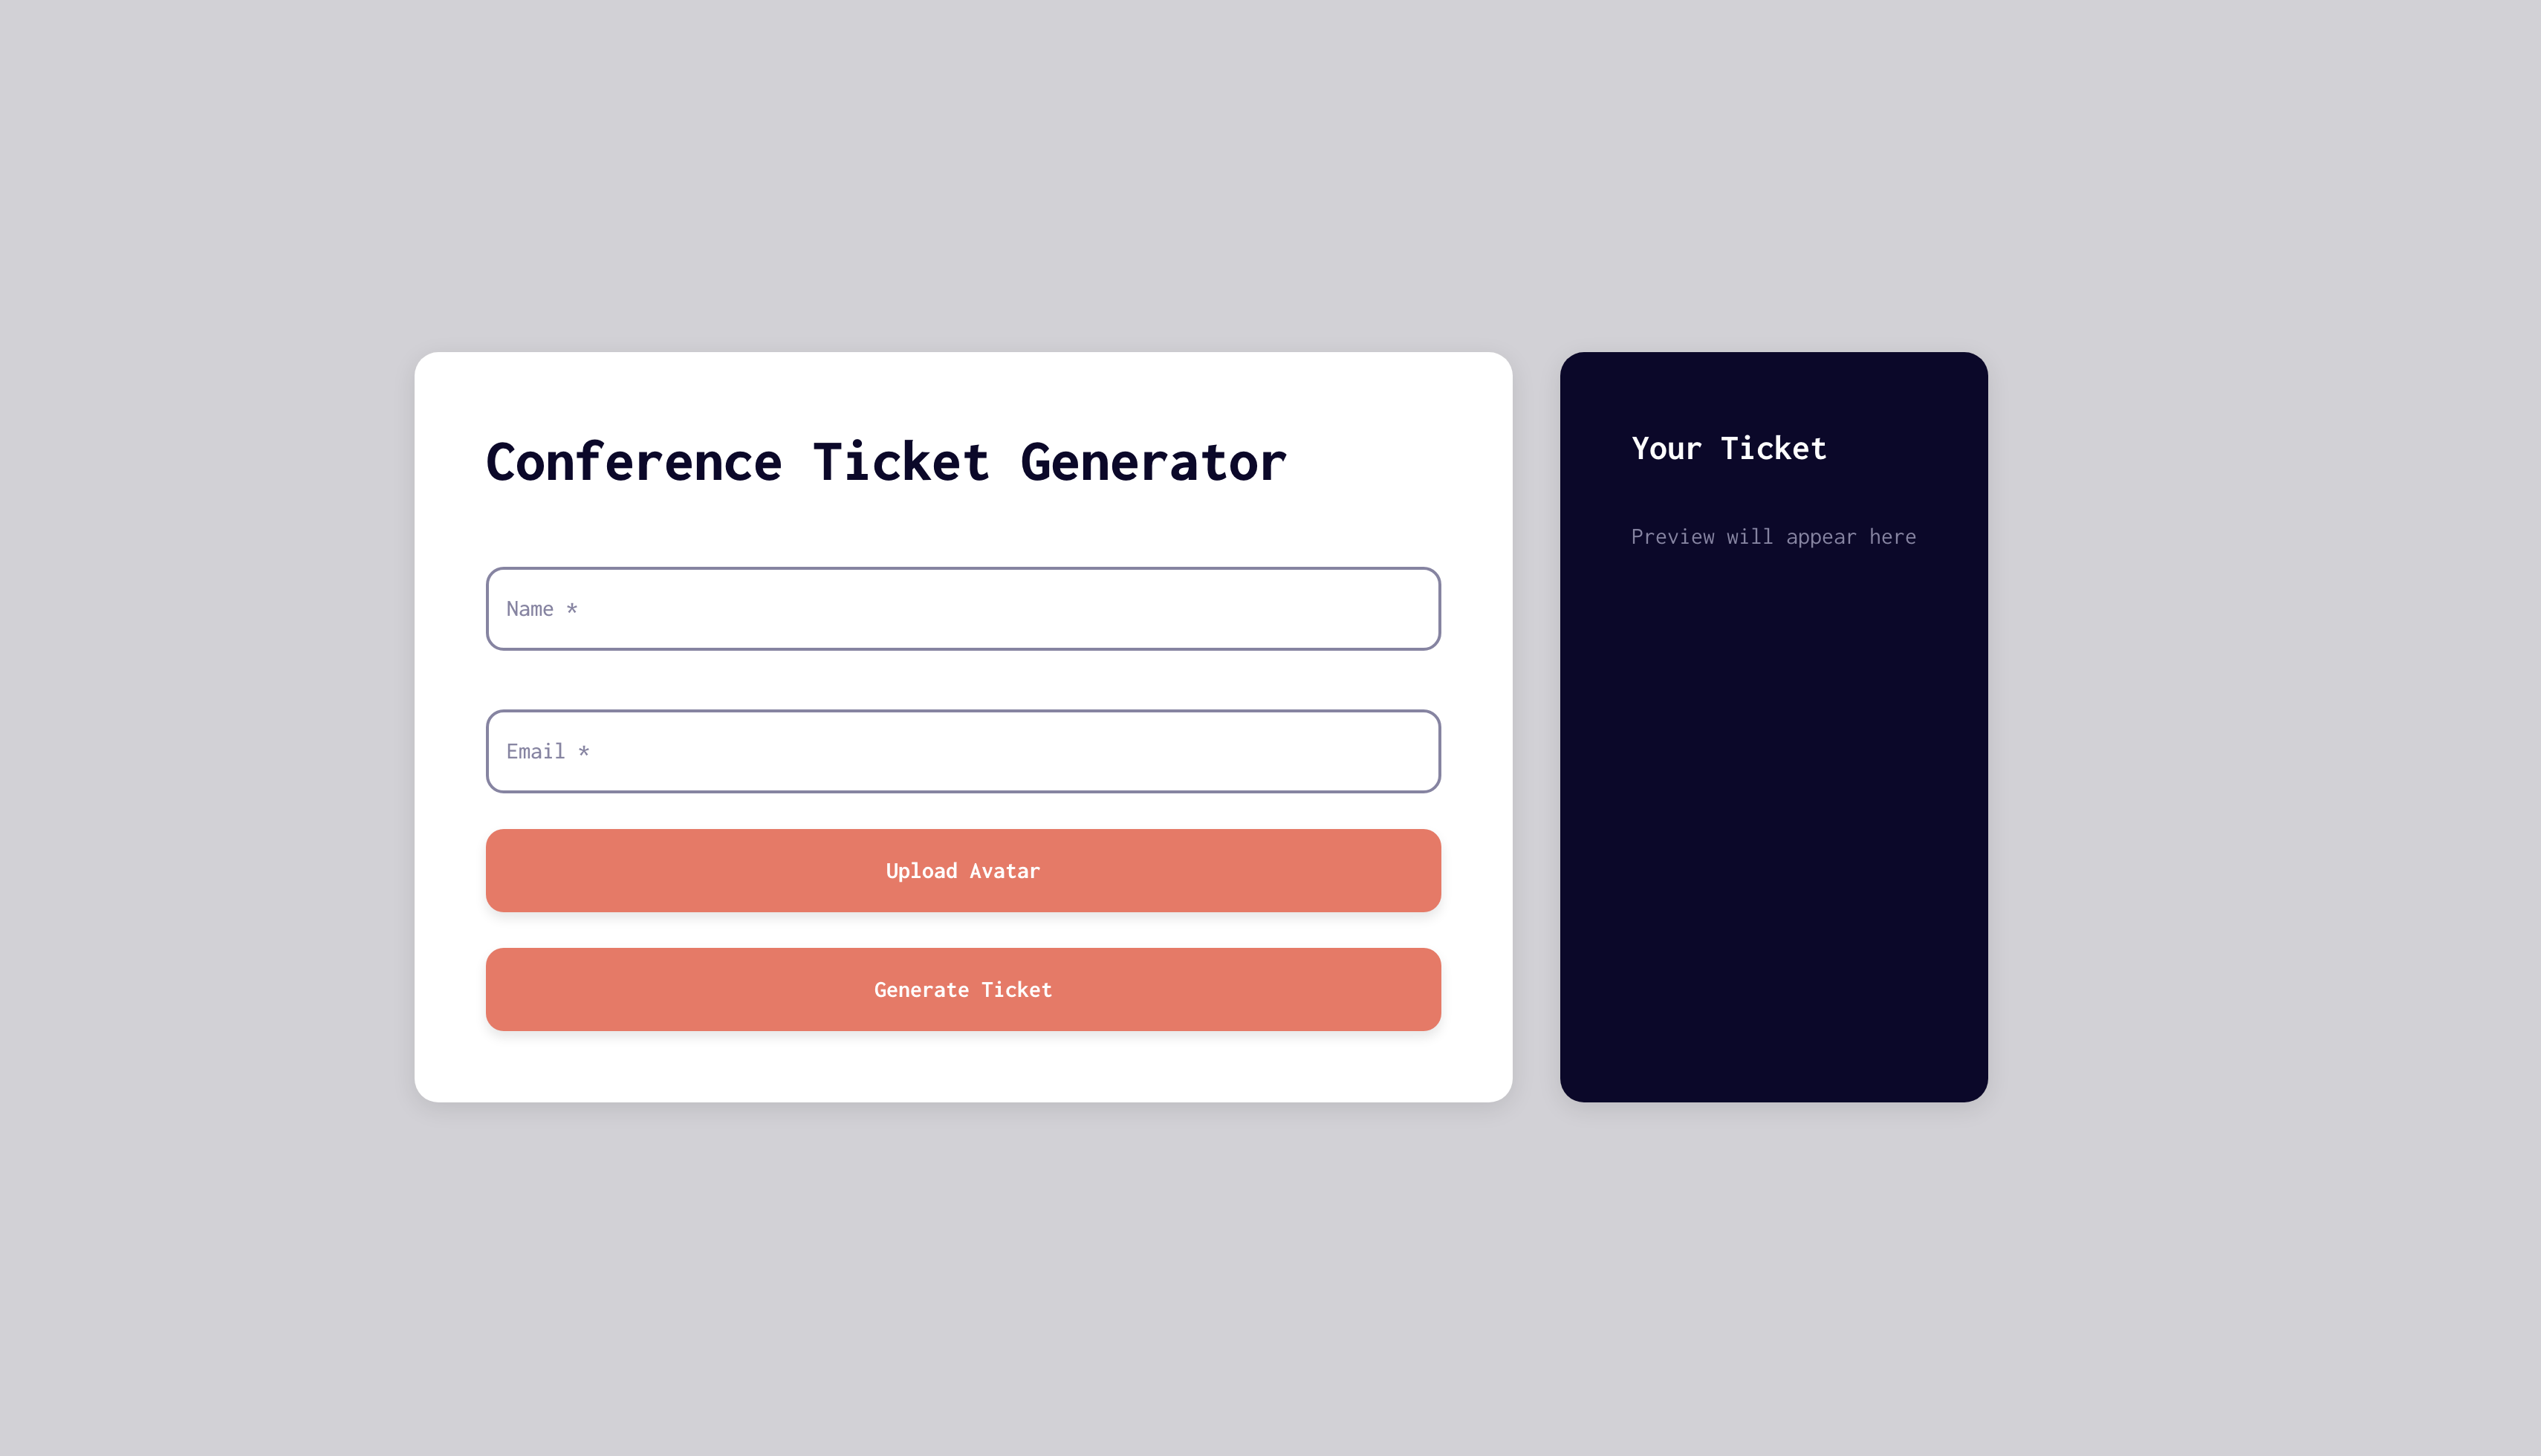 Conference Ticket Generator
Name *
Email *
Upload Avatar
Generate Ticket
Your Ticket
Preview will appear here